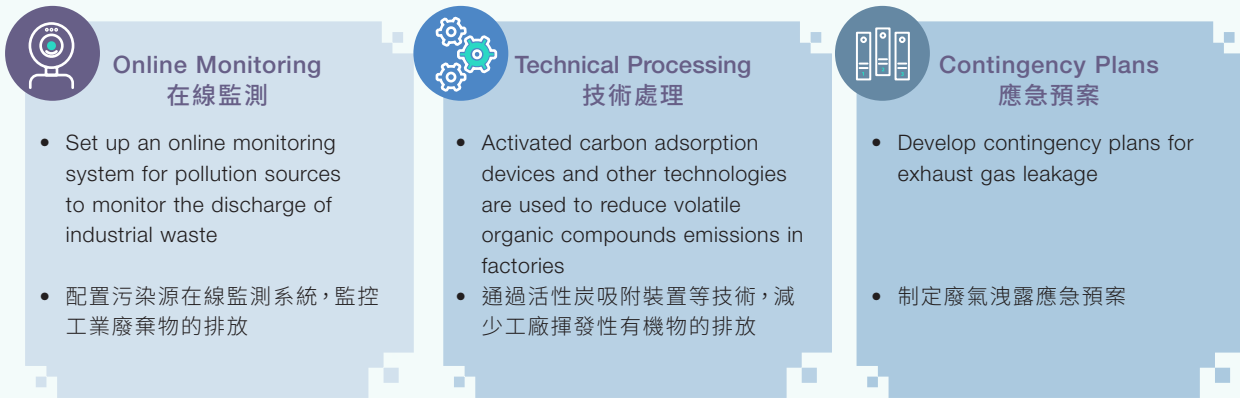 Online Monitoring
在線監測
• Set up an online monitoring
system for pollution sources
to monitor the discharge of
industrial waste
• 配置污染源在線監測系統，監控
工業廢棄物的排放
Technical Processing
技術處理
• Activated carbon adsorption
devices and other technologies
are used to reduce volatile
organic compounds emissions in
factories
• 通過活性炭吸附裝置等技術，減
少工廠揮發性有機物的排放
Contingency Plans
應急預案
• Develop contingency plans for
exhaust gas leakage
• 制定廢氣洩露應急預案